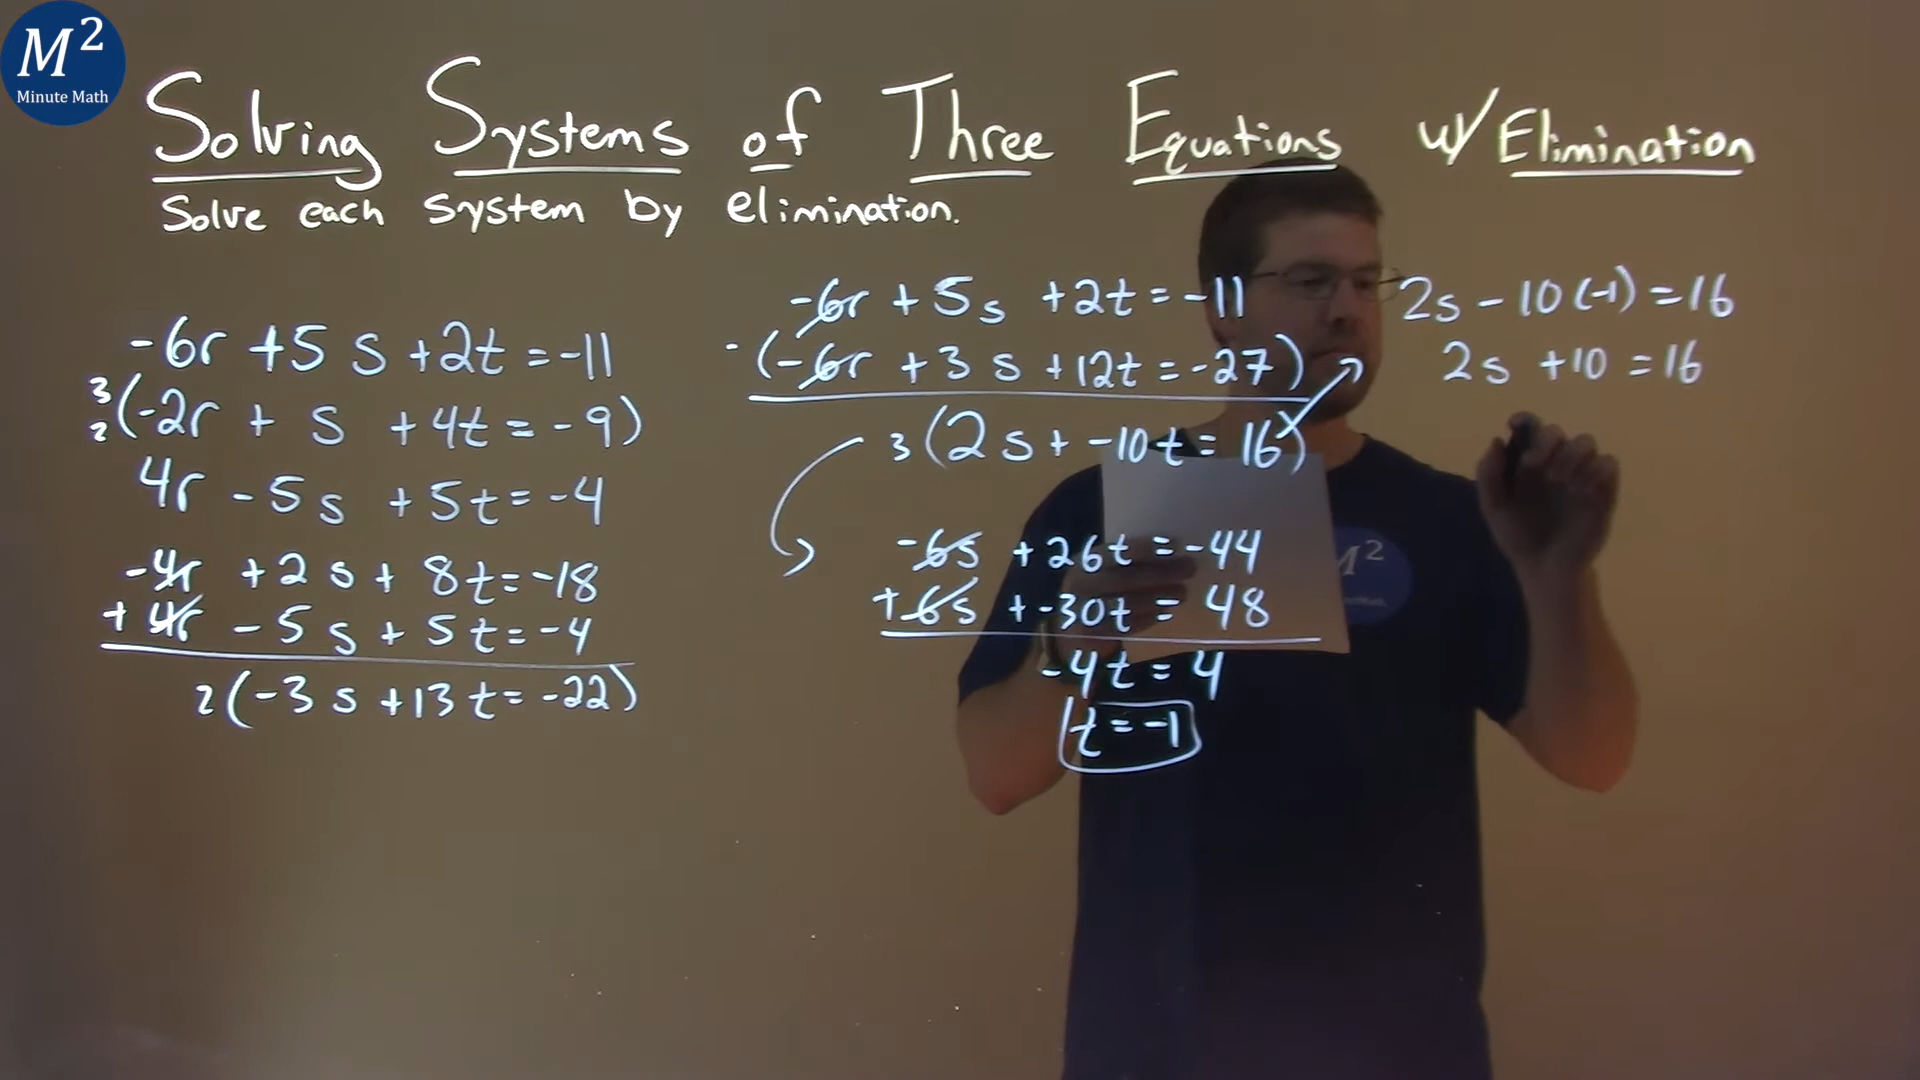 M²
Minute Math
Solving Systems of Three Equations w/ Elimination
Solve each system by elimination.
-6r + 5s + 2t = -11
3
2 (-2r + s + 4t = -9)
4r - 5s + 5t = -4
-4r + 2s + 8t = -18
+ 4r - 5s + 5t = -4
2(-3s + 13t = -22)
-6r + 5s + 2t = -11
-(-6r + 3s + 12t = -27)
3(2s + -10t = 16)
-6s + 26t = -44
+ 6s + -30t = 48
-4t = 4
t = -1
2s - 10(-1) = 16
2s + 10 = 16
M²